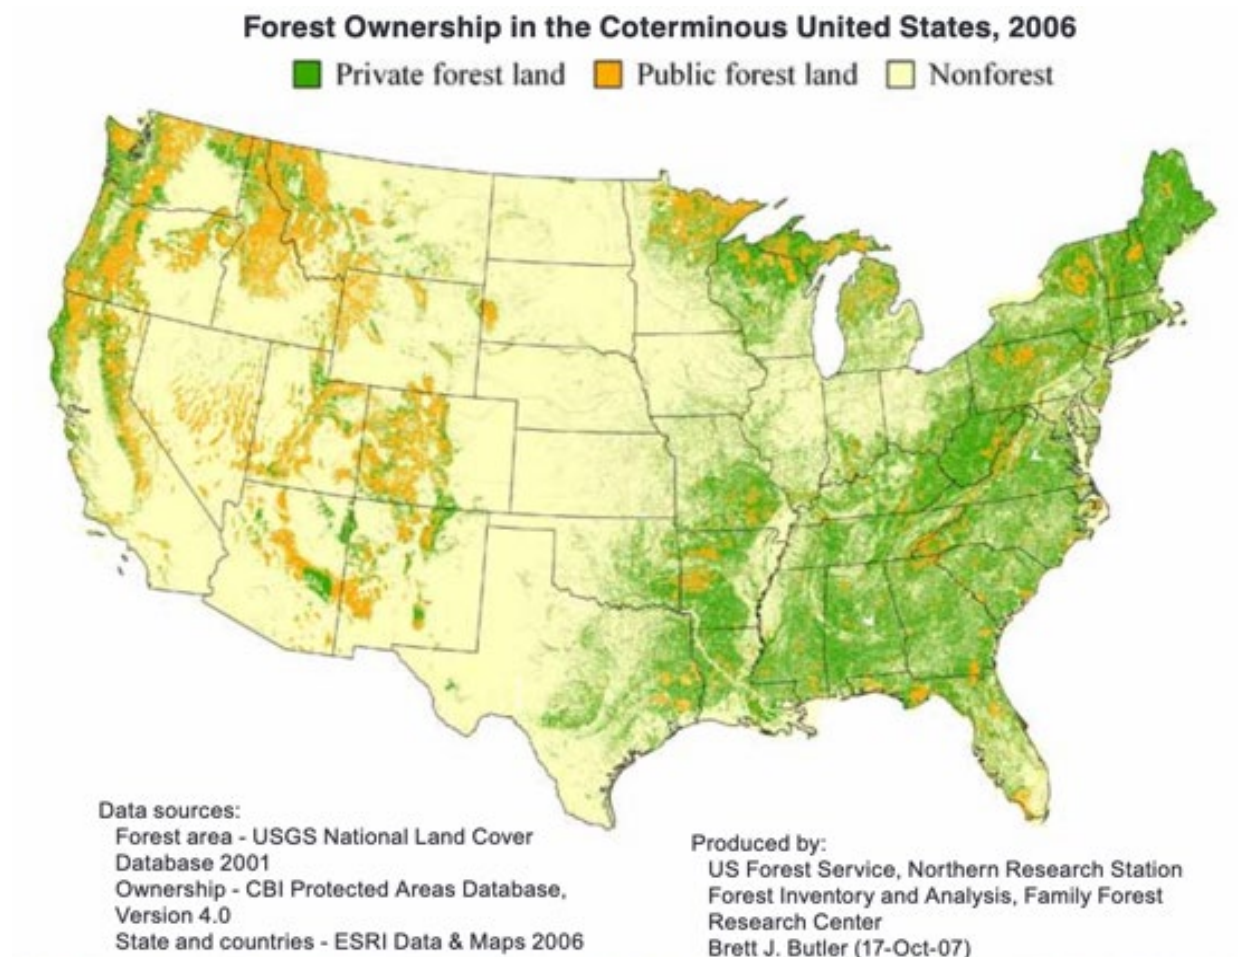 Forest Ownership in the Coterminous United States, 2006
Private forest land Public forest land Nonforest
Data sources:
Forest area - USGS National Land Cover
Database 2001
Ownership - CBI Protected Areas Database,
Version 4.0
State and countries - ESRI Data & Maps 2006
Produced by:
US Forest Service, Northern Research Station
Forest Inventory and Analysis, Family Forest
Research Center
Brett J. Butler (17-Oct-07)